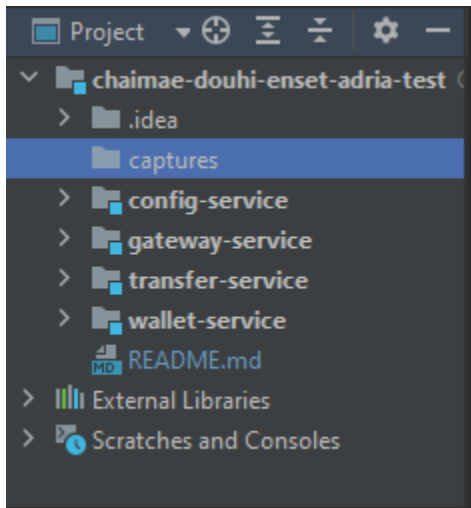 Project
chaimae-douhi-enset-adria-test
.idea
captures
config-service
gateway-service
transfer-service
wallet-service
MD README.md
External Libraries
Scratches and Consoles